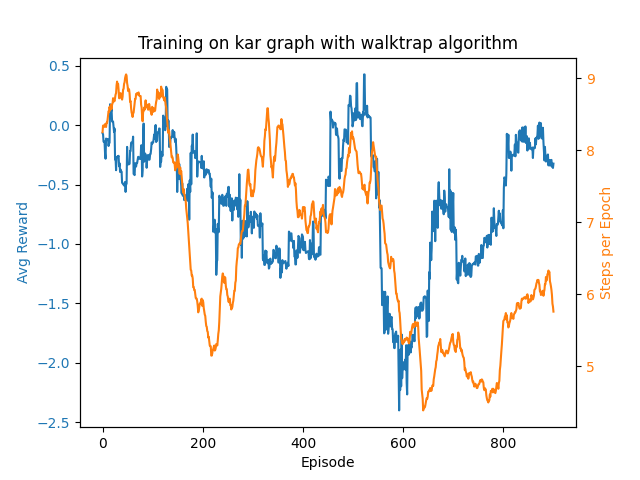 Training on kar graph with walktrap algorithm
0.5
0.0
−0.5
−1.0
−1.5
−2.0
−2.5
Avg Reward
9
8
7
6
5
Steps per Epoch
0 200 400 600 800
Episode